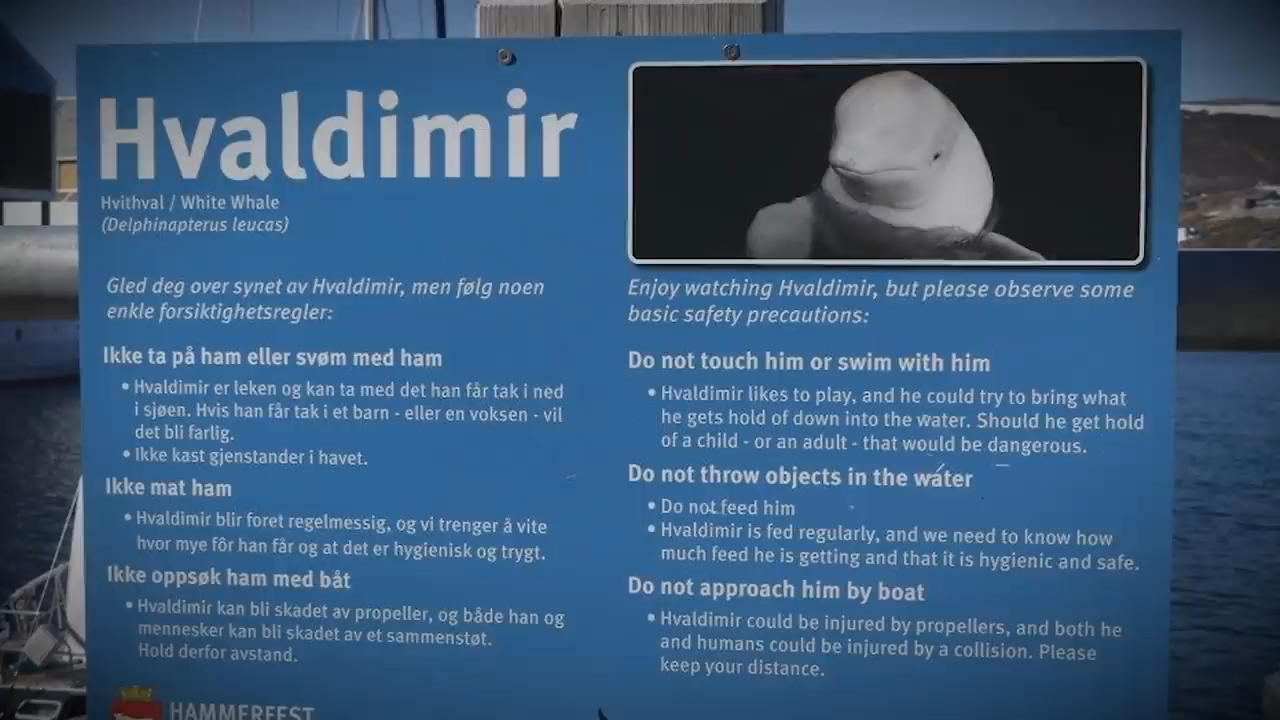 Hvaldimir
Hvithval / White Whale
(Delphinapterus leucas)
Gled deg over synet av Hvaldimir, men følg noen
enkle forsiktighetsregler:
Ikke ta på ham eller svøm med ham
• Hvaldimir er leken og kan ta med det han får tak i ned
i sjøen. Hvis han får tak i et barn - eller en voksen - vil
det bli farlig.
• Ikke kast gjenstander i havet.
Ikke mat ham
• Hvaldimir blir foret regelmessig, og vi trenger å vite
hvor mye fôr han får og at det er hygienisk og trygt.
Ikke oppsøk ham med båt
• Hvaldimir kan bli skadet av propeller, og både han og
mennesker kan bli skadet av et sammenstøt.
Hold derfor avstand.
HAMMERFEST
Enjoy watching Hvaldimir, but please observe some
basic safety precautions:
Do not touch him or swim with him
• Hvaldimir likes to play, and he could try to bring what
he gets hold of down into the water. Should he get hold
of a child - or an adult - that would be dangerous.
Do not throw objects in the water
• Do not feed him
• Hvaldimir is fed regularly, and we need to know how
much feed he is getting and that it is hygienic and safe.
Do not approach him by boat
• Hvaldimir could be injured by propellers, and both he
and humans could be injured by a collision. Please
keep your distance.